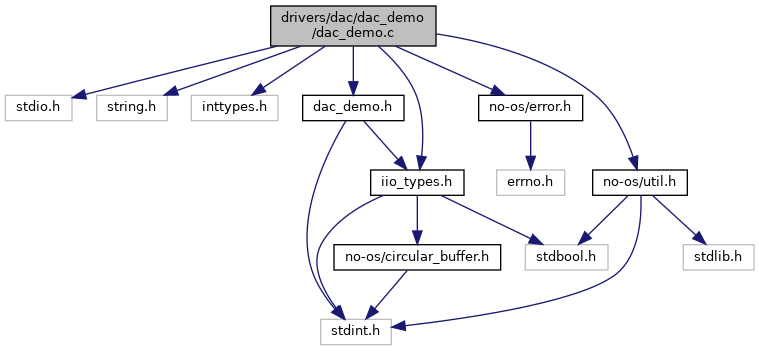 drivers/dac/dac_demo
/dac_demo.c
stdio.h
string.h
inttypes.h
dac_demo.h
no-os/error.h
iio_types.h
errno.h
no-os/util.h
no-os/circular_buffer.h
stdbool.h
stdlib.h
stdint.h